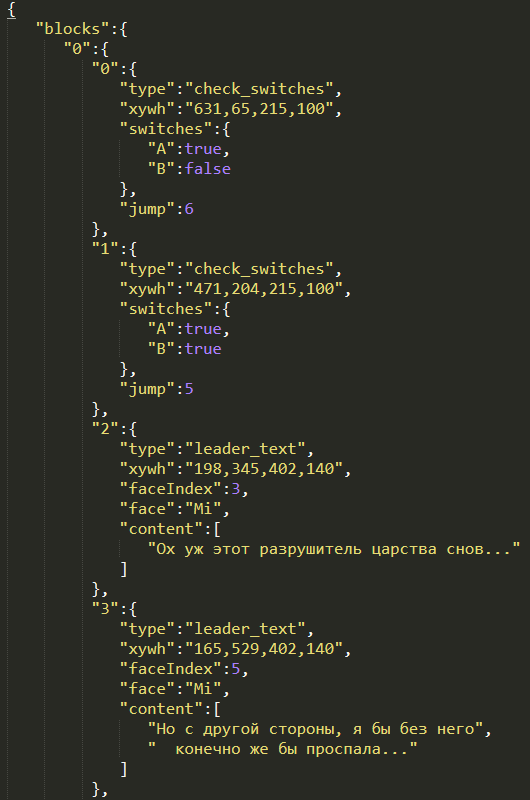 {
"blocks":{
"0":{
"0":{
"type":"check_switches",
"xywh":"631,65,215,100",
"switches":{
"A":true,
"B":false
},
"jump":6
},
"1":{
"type":"check_switches",
"xywh":"471,204,215,100",
"switches":{
"A":true,
"B":true
},
"jump":5
},
"2":{
"type":"leader_text",
"xywh":"198,345,402,140",
"faceIndex":3,
"face":"Mi",
"content":[
"Ох уж этот разрушитель царства снов..."
]
},
"3":{
"type":"leader_text",
"xywh":"165,529,402,140",
"faceIndex":5,
"face":"Mi",
"content":[
"Но с другой стороны, я бы без него",
"  конечно же бы проспала..."
]
},